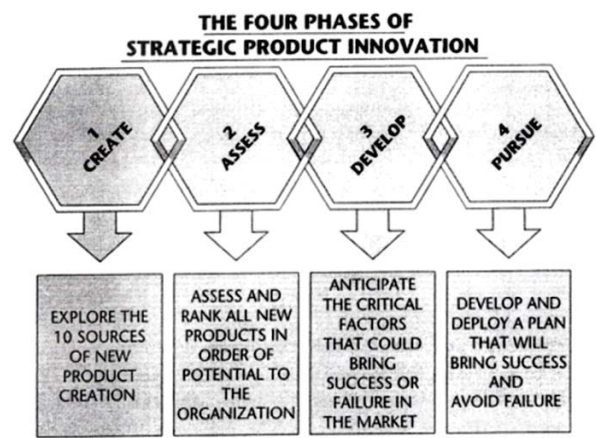 THE FOUR PHASES OF
STRATEGIC PRODUCT INNOVATION
1
CREATE
2
ASSESS
3
DEVELOP
4
PURSUE
EXPLORE THE
10 SOURCES
OF NEW
PRODUCT
CREATION
ASSESS AND
RANK ALL NEW
PRODUCTS IN
ORDER OF
POTENTIAL TO
THE
ORGANIZATION
ANTICIPATE
THE CRITICAL
FACTORS
THAT COULD
BRING
SUCCESS OR
FAILURE IN
THE MARKET
DEVELOP AND
DEPLOY A PLAN
THAT WILL
BRING SUCCESS
AND
AVOID FAILURE